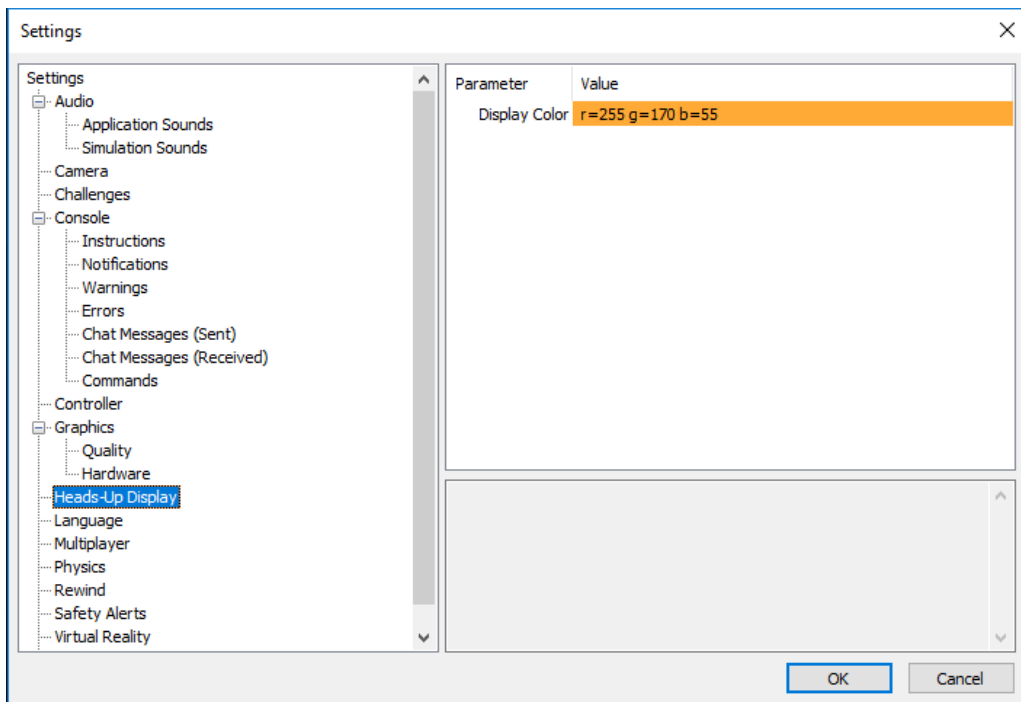 Settings
Settings
Audio
Application Sounds
Simulation Sounds
Camera
Challenges
Console
Instructions
Notifications
Warnings
Errors
Chat Messages (Sent)
Chat Messages (Received)
Commands
Controller
Graphics
Quality
Hardware
Heads-Up Display
Language
Multiplayer
Physics
Rewind
Safety Alerts
Virtual Reality
Parameter Value
Display Color r=255 g=170 b=55
OK Cancel